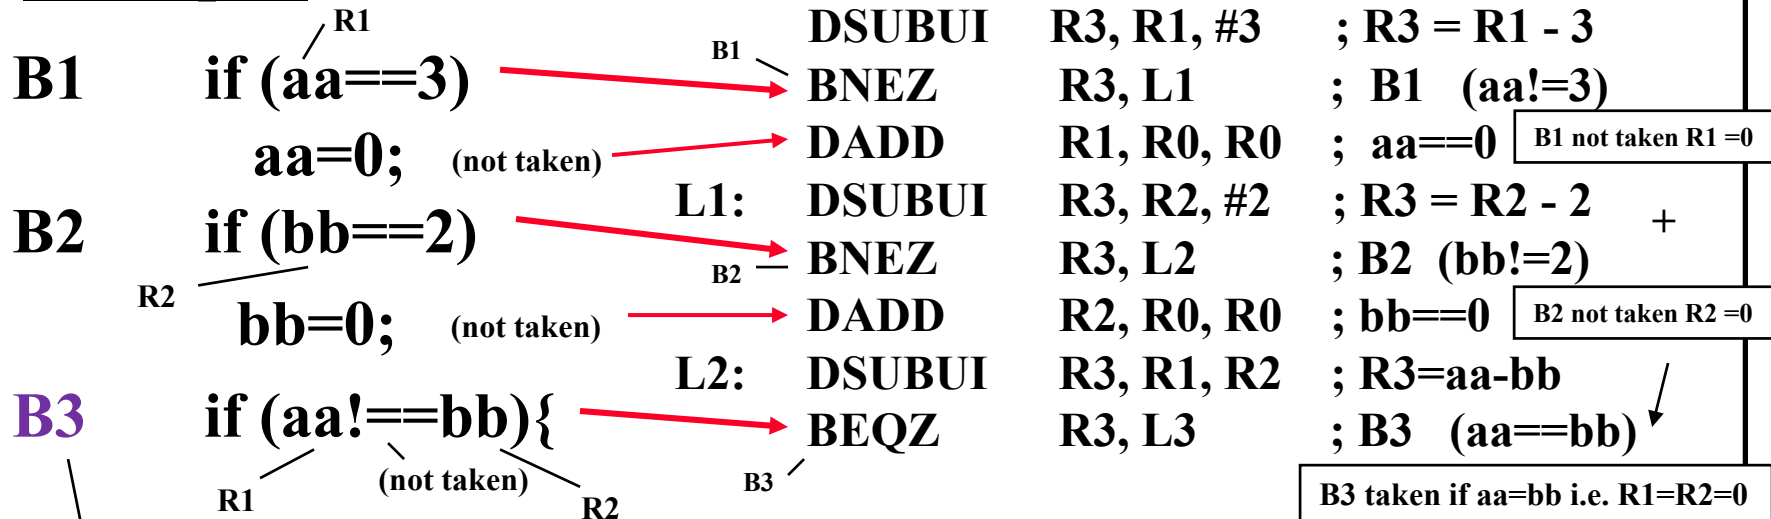 R1
B1 if (aa==3)
aa=0; (not taken)
B2 if (bb==2)
R2
bb=0; (not taken)
B3 if (aa!==bb){
R1 (not taken) R2
DSUBUI R3, R1, #3 ; R3 = R1 - 3
B1 BNEZ R3, L1 ; B1 (aa!=3)
DADD R1, R0, R0 ; aa==0 B1 not taken R1 =0
L1: DSUBUI R3, R2, #2 ; R3 = R2 - 2 +
B2 BNEZ R3, L2 ; B2 (bb!=2)
DADD R2, R0, R0 ; bb==0 B2 not taken R2 =0
L2: DSUBUI R3, R1, R2 ; R3=aa-bb
BEQZ R3, L3 ; B3 (aa==bb)
B3
B3 taken if aa=bb i.e. R1=R2=0